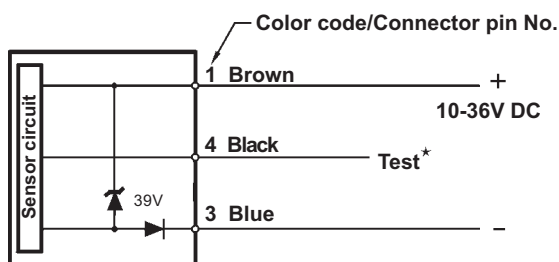 Color code/Connector pin No.
1 Brown
+
10-36V DC
4 Black
Test*
Sensor circuit
39V
3 Blue
-